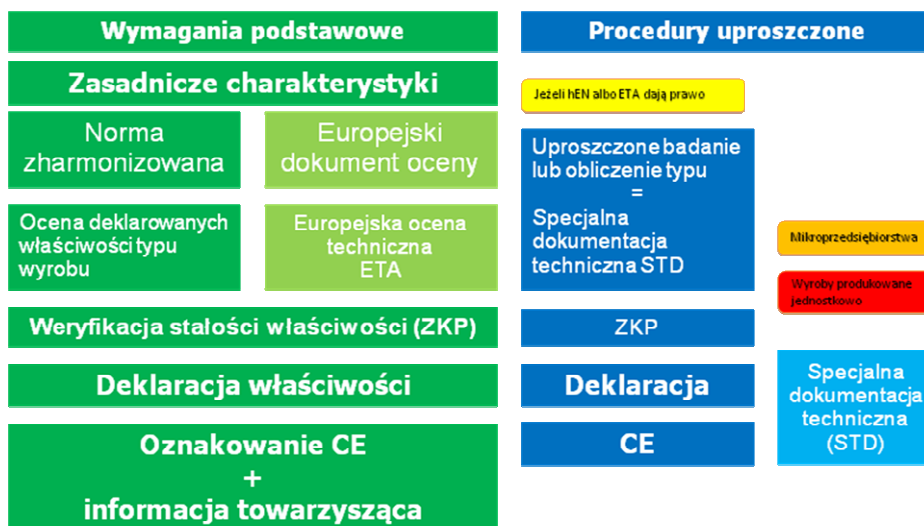 Wymagania podstawowe
Zasadnicze charakterystyki
Norma
zharmonizowana
Europejski
dokument oceny
Ocena deklarowanych
właściwości typu
wyrobu
Europejska ocena
techniczna
ETA
Weryfikacja stałości właściwości (ZKP)
Deklaracja właściwości
Oznakowanie CE
+
informacja towarzysząca
Procedury uproszczone
Jeżeli hEN albo ETA dają prawo
Uproszczone badanie
lub obliczenie typu
=
Specjalna
dokumentacja
techniczna STD
ZKP
Deklaracja
CE
Mikroprzedsiębiorstwa
Wyroby produkowane
jednostkowo
Specjalna
dokumentacja
techniczna
(STD)